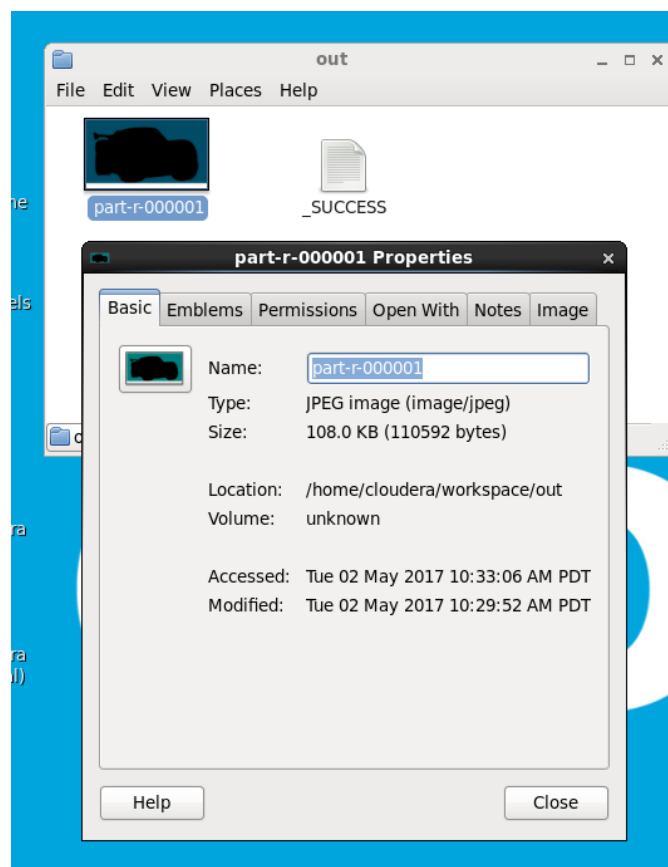 out
File Edit View Places Help
part-r-000001
_SUCCESS
part-r-000001 Properties
Basic Emblems Permissions Open With Notes Image
Name: part-r-000001
Type: JPEG image (image/jpeg)
Size: 108.0 KB (110592 bytes)
Location: /home/cloudera/workspace/out
Volume: unknown
Accessed: Tue 02 May 2017 10:33:06 AM PDT
Modified: Tue 02 May 2017 10:29:52 AM PDT
Help Close